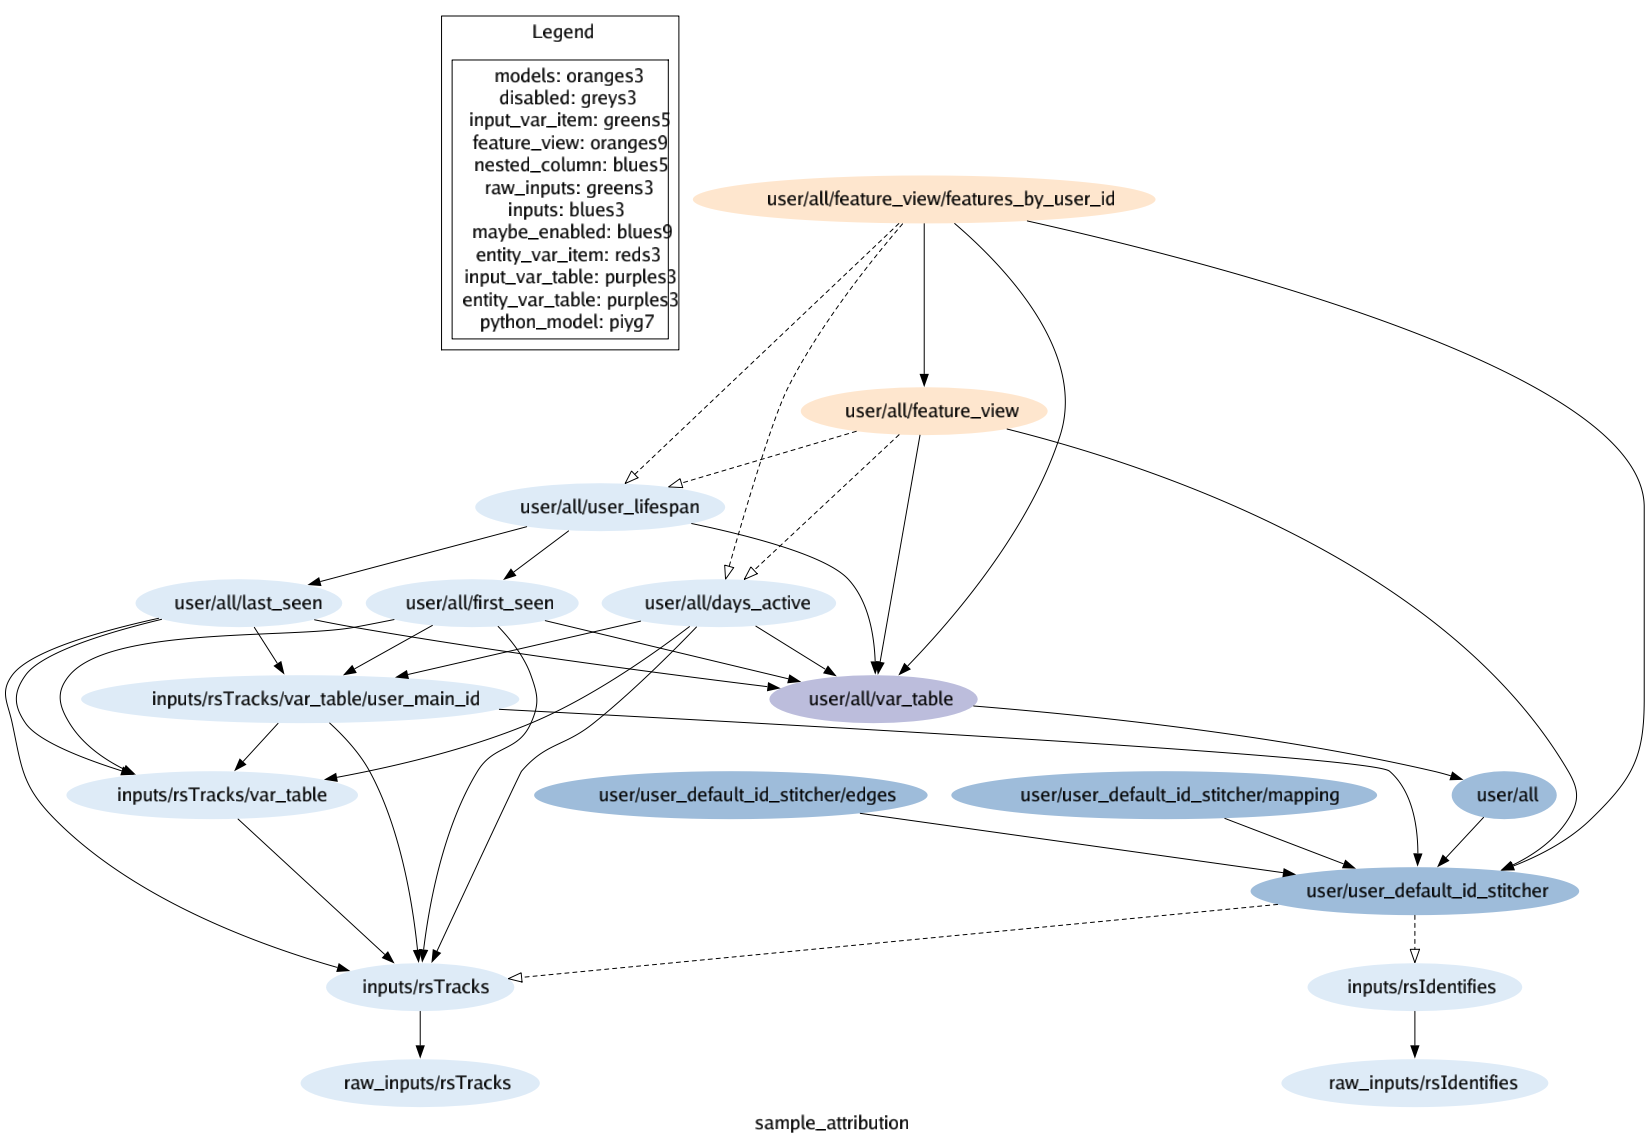 Legend
models: oranges3
disabled: greys3
input_var_item: greens5
feature_view: oranges9
nested_column: blues5
raw_inputs: greens3
inputs: blues3
maybe_enabled: blues9
entity_var_item: reds3
input_var_table: purples3
entity_var_table: purples3
python_model: piyg7
user/all/feature_view/features_by_user_id
user/all/feature_view
user/all/user_lifespan
user/all/last_seen
user/all/first_seen
user/all/days_active
inputs/rsTracks/var_table/user_main_id
user/all/var_table
inputs/rsTracks/var_table
user/user_default_id_stitcher/edges
user/user_default_id_stitcher/mapping
user/all
user/user_default_id_stitcher
inputs/rsTracks
inputs/rsIdentifies
raw_inputs/rsTracks
raw_inputs/rsIdentifies
sample_attribution